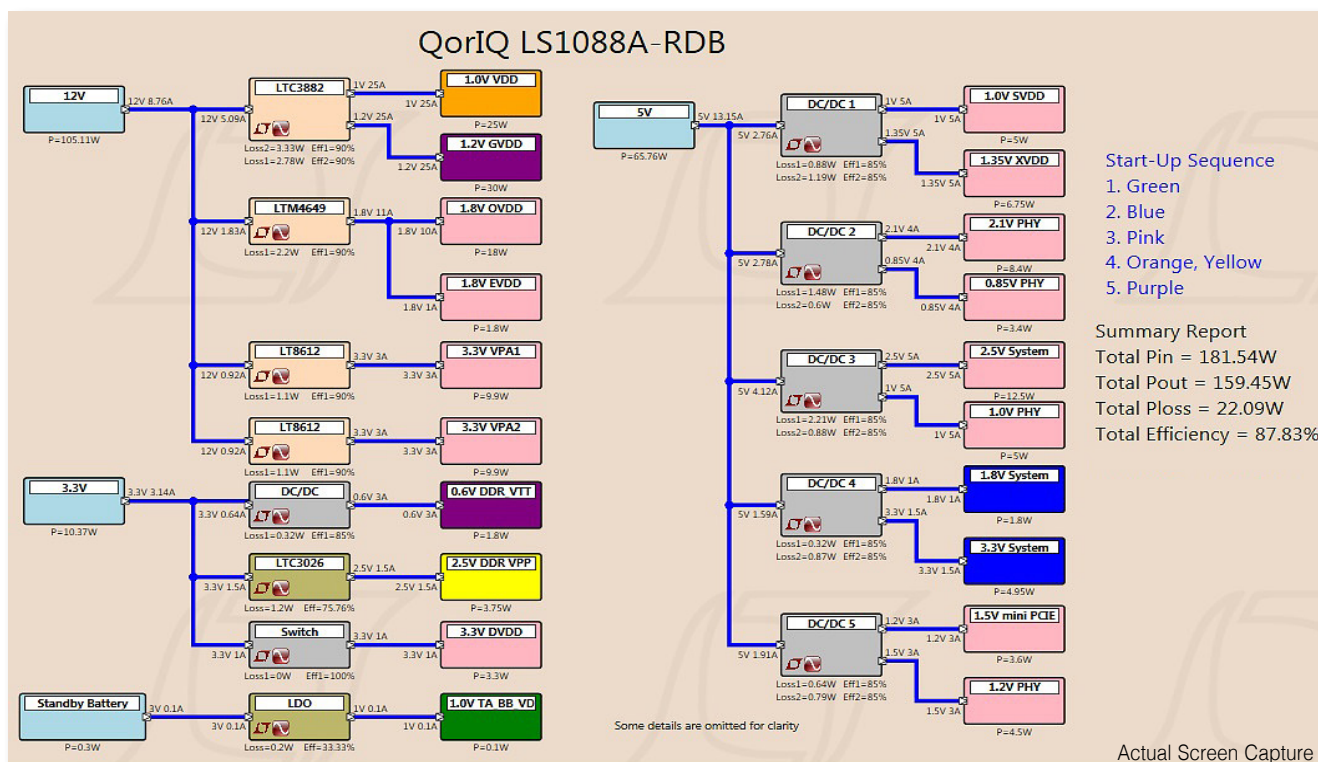 QorIQ LS1088A-RDB
12V
12V 8.76A
P=105.11W
LTC3882
12V 5.09A
Loss2=3.33W Eff1=90%
Loss1=2.78W Eff2=90%
1V 25A
1.0V VDD
1V 25A
P=25W
1.2V 25A
1.2V GVDD
1.2V 25A
P=30W
LTM4649
12V 1.83A
Loss1=2.2W Eff1=90%
1.8V 11A
1.8V OVDD
1.8V 10A
P=18W
1.8V EVDD
1.8V 1A
P=1.8W
LT8612
12V 0.92A
Loss1=1.1W Eff1=90%
3.3V 3A
3.3V VPA1
3.3V 3A
P=9.9W
LT8612
12V 0.92A
Loss1=1.1W Eff1=90%
3.3V 3A
3.3V VPA2
3.3V 3A
P=9.9W
3.3V
3.3V 3.14A
P=10.37W
DC/DC
3.3V 0.64A
Loss1=0.32W Eff1=85%
0.6V 3A
0.6V DDR_VTT
0.6V 3A
P=1.8W
LTC3026
3.3V 1.5A
Loss=1.2W Eff=75.76%
2.5V 1.5A
2.5V DDR VPP
2.5V 1.5A
P=3.75W
Switch
3.3V 1A
Loss1=0W Eff1=100%
3.3V 1A
3.3V DVDD
3.3V 1A
P=3.3W
Standby Battery
3V 0.1A
P=0.3W
LDO
3V 0.1A
Loss=0.2W Eff=33.33%
1V 0.1A
1.0V TA_BB_VD
1V 0.1A
P=0.1W
5V
5V 13.15A
P=65.76W
DC/DC 1
5V 2.76A
Loss1=0.88W Eff1=85%
Loss2=1.19W Eff2=85%
1V 5A
1.0V SVDD
1V 5A
P=5W
1.35V 5A
1.35V XVDD
1.35V 5A
P=6.75W
DC/DC 2
5V 2.78A
Loss1=1.48W Eff1=85%
Loss2=0.6W Eff2=85%
2.1V 4A
2.1V PHY
2.1V 4A
P=8.4W
0.85V 4A
0.85V PHY
0.85V 4A
P=3.4W
DC/DC 3
5V 4.12A
Loss1=2.21W Eff1=85%
Loss2=0.88W Eff2=85%
2.5V 5A
2.5V System
2.5V 5A
P=12.5W
1V 5A
1.0V PHY
1V 5A
P=5W
DC/DC 4
5V 1.59A
Loss1=0.32W Eff1=85%
Loss2=0.87W Eff2=85%
1.8V 1A
1.8V System
1.8V 1A
P=1.8W
3.3V 1.5A
3.3V System
3.3V 1.5A
P=4.95W
DC/DC 5
5V 1.91A
Loss1=0.64W Eff1=85%
Loss2=0.79W Eff2=85%
1.2V 3A
1.5V mini PCIE
1.2V 3A
P=3.6W
1.5V 3A
1.2V PHY
1.5V 3A
P=4.5W
Start-Up Sequence
1. Green
2. Blue
3. Pink
4. Orange, Yellow
5. Purple
Summary Report
Total Pin = 181.54W
Total Pout = 159.45W
Total Ploss = 22.09W
Total Efficiency = 87.83%
Some details are omitted for clarity
Actual Screen Capture